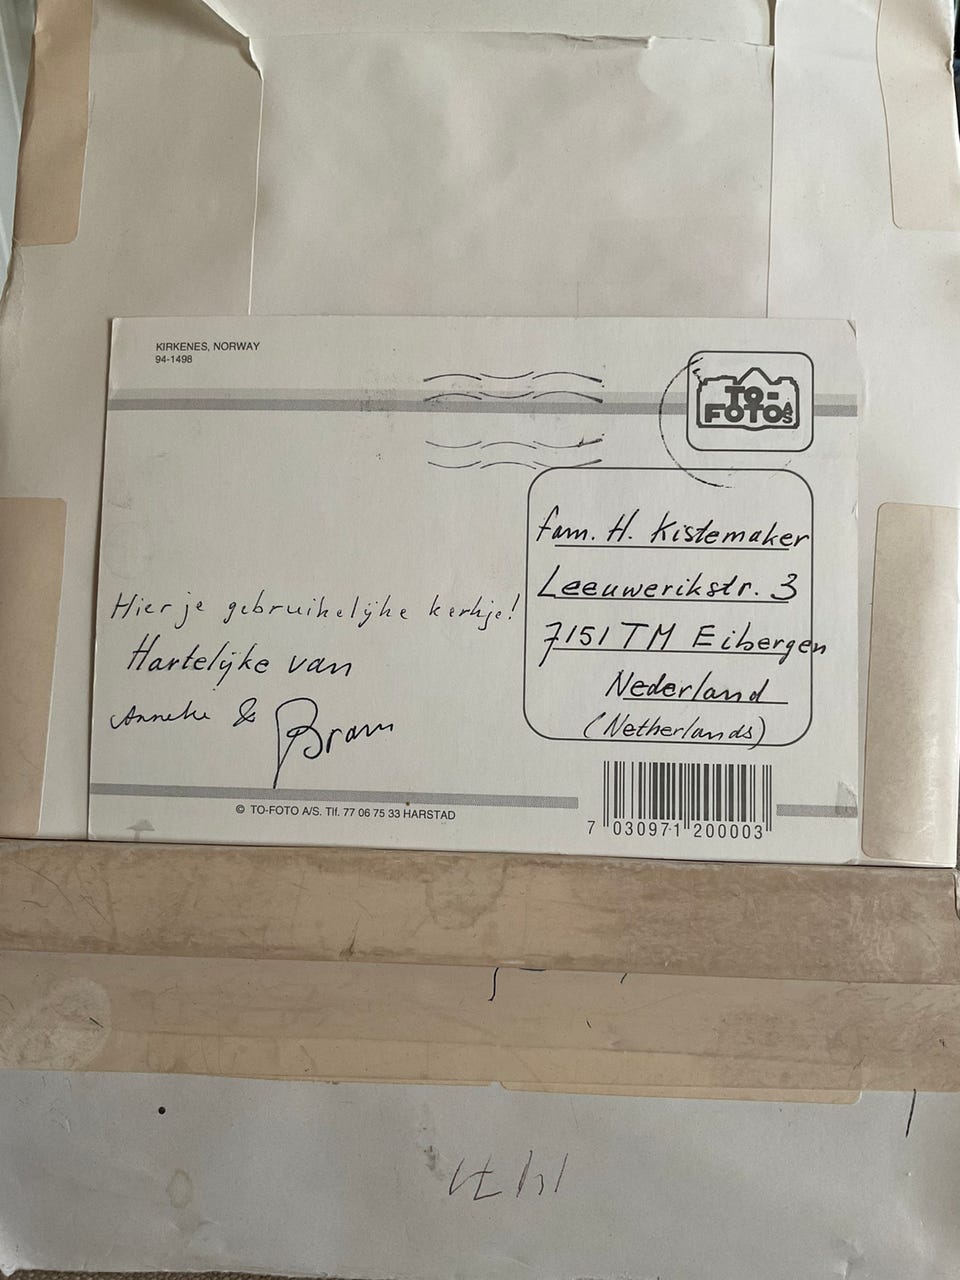 KIRKENES, NORWAY
94-1498
TO-
FOTO A/S
Hier je gebruikelijke kerkje!
Hartelijke van
Anneke & Bram
Fam. H. Kistemaker
Leeuwerikstr. 3
7151 TM Eibergen
Nederland
(Netherlands)
© TO-FOTO A/S. Tlf. 77 06 75 33 HARSTAD
7 030971 200003